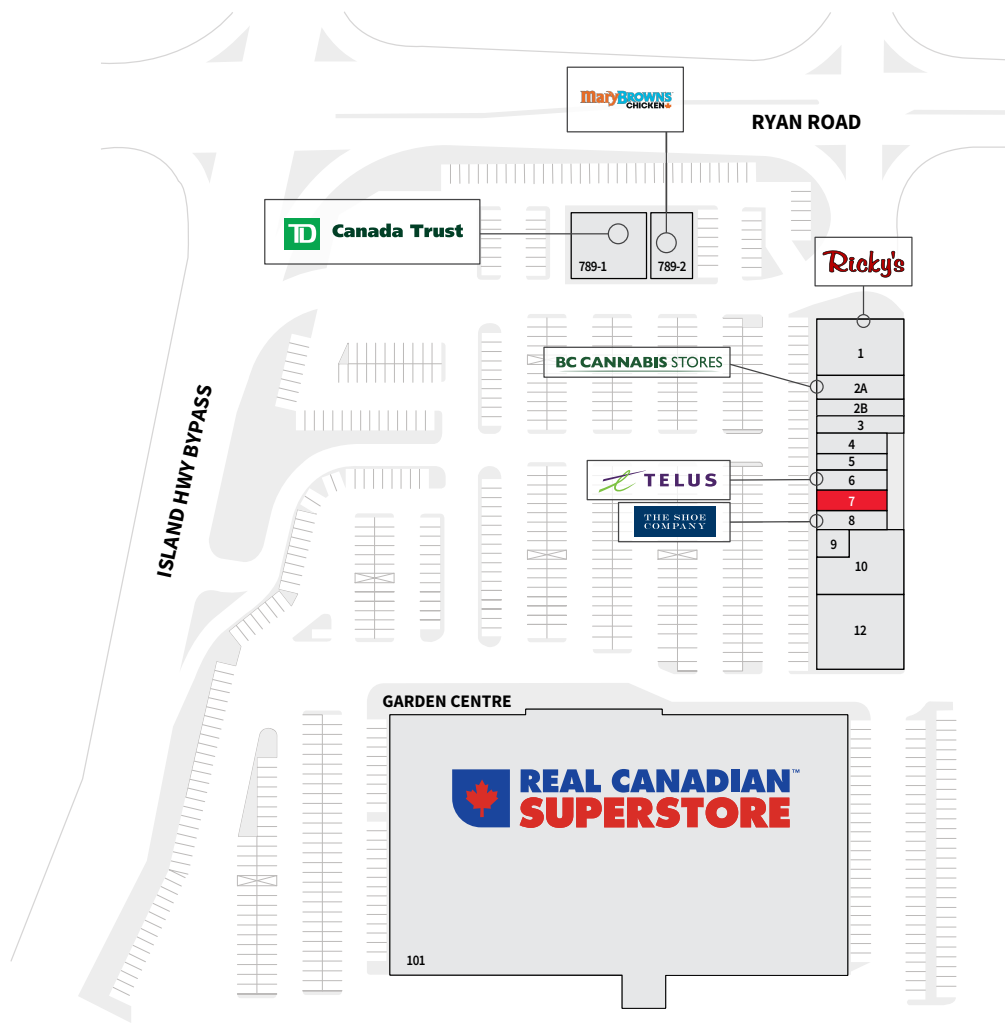 MaryBROWN'S
CHICKEN
RYAN ROAD
TD Canada Trust
789-1
789-2
Ricky's
1
BC CANNABIS STORES
2A
2B
3
4
5
TELUS
6
7
THE SHOE
COMPANY
8
9
10
ISLAND HWY BYPASS
12
GARDEN CENTRE
REAL CANADIAN™
SUPERSTORE
101